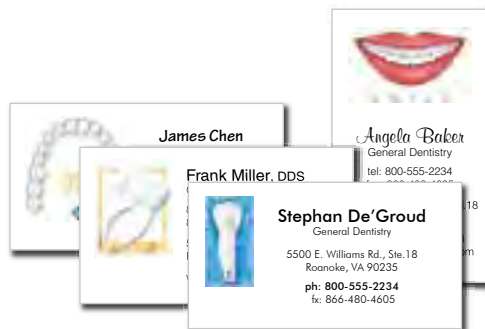 James Chen
Frank Miller, DDS
Angela Baker
General Dentistry
tel: 800-555-2234
Stephan De'Groud
General Dentistry
5500 E. Williams Rd., Ste.18
Roanoke, VA 90235
ph: 800-555-2234
fx: 866-480-4605